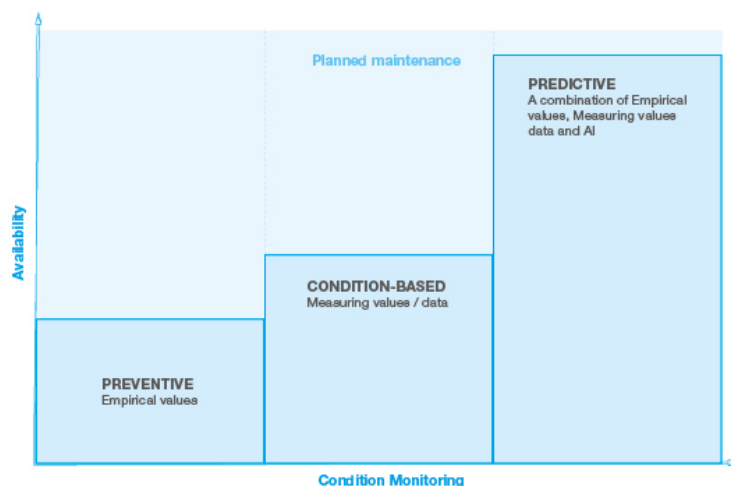 Planned maintenance
PREDICTIVE
A combination of Empirical
values, Measuring values
data and AI
CONDITION-BASED
Measuring values / data
PREVENTIVE
Empirical values
Availability
Condition Monitoring